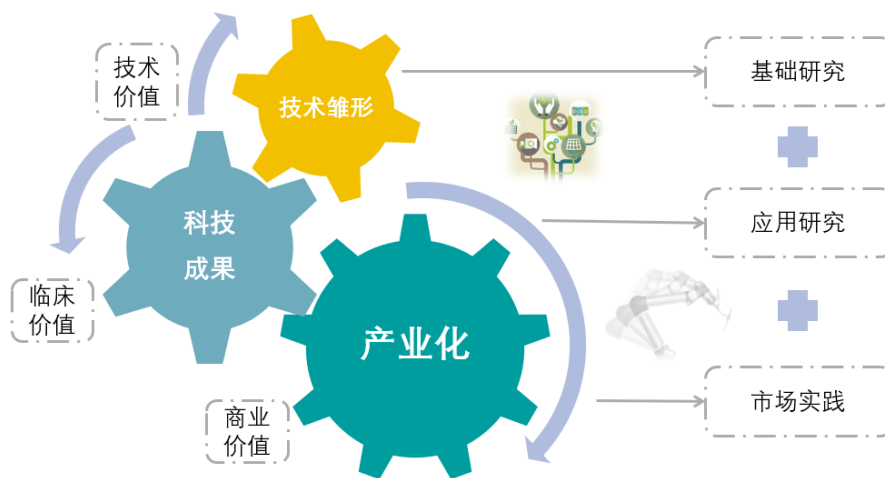 技术
价值
技术雏形
基础研究
科技
成果
应用研究
临床
价值
产业化
商业
价值
市场实践